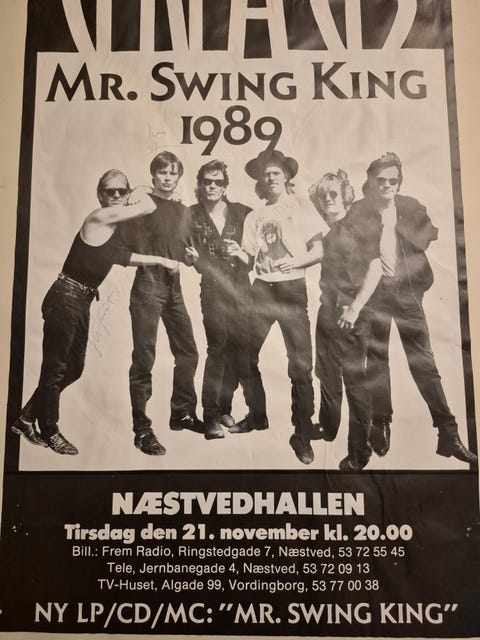 MR. SWING KING
1989
NÆSTVEDHALLEN
Tirsdag den 21. november kl. 20.00
Bill.: Frem Radio, Ringstedgade 7, Næstved, 53 72 55 45
Tele, Jernbanegade 4, Næstved, 53 72 09 13
TV-Huset, Algade 99, Vordingborg, 53 77 00 38
NY LP/CD/MC: "MR. SWING KING"